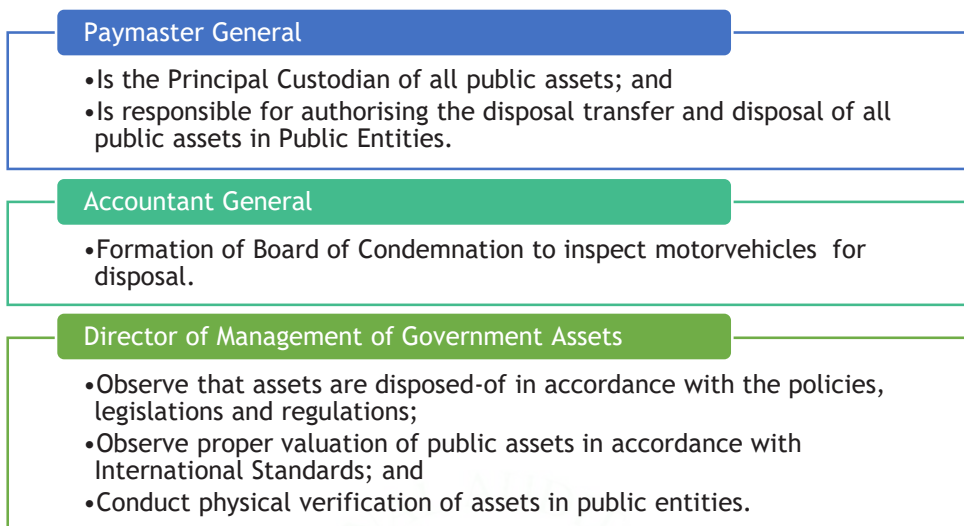 Paymaster General
•Is the Principal Custodian of all public assets; and
•Is responsible for authorising the disposal transfer and disposal of all
public assets in Public Entities.
Accountant General
•Formation of Board of Condemnation to inspect motorvehicles  for
disposal.
Director of Management of Government Assets
•Observe that assets are disposed-of in accordance with the policies,
legislations and regulations;
•Observe proper valuation of public assets in accordance with
International Standards; and
•Conduct physical verification of assets in public entities.